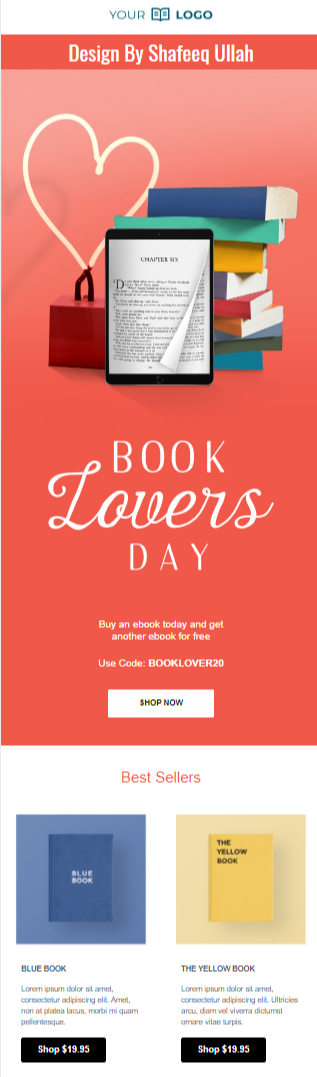 YOUR LOGO
Design By Shafeeq Ullah
CHAPTER SIX
BOOK
Lovers
DAY
Buy an ebook today and get
another ebook for free
Use Code: BOOKLOVER20
SHOP NOW
Best Sellers
BLUE
BOOK
THE
YELLOW
BOOK
BLUE BOOK
Lorem ipsum dolor sit amet,
consectetur adipiscing elit. Amet,
non at platea lacus, morbi mi quam
pellentesque.
Shop $19.95
THE YELLOW BOOK
Lorem ipsum dolor sit amet,
consectetur adipiscing elit. Ultricies
arcu, diam vel viverra dictumst
ornare vitae turpis.
Shop $19.95